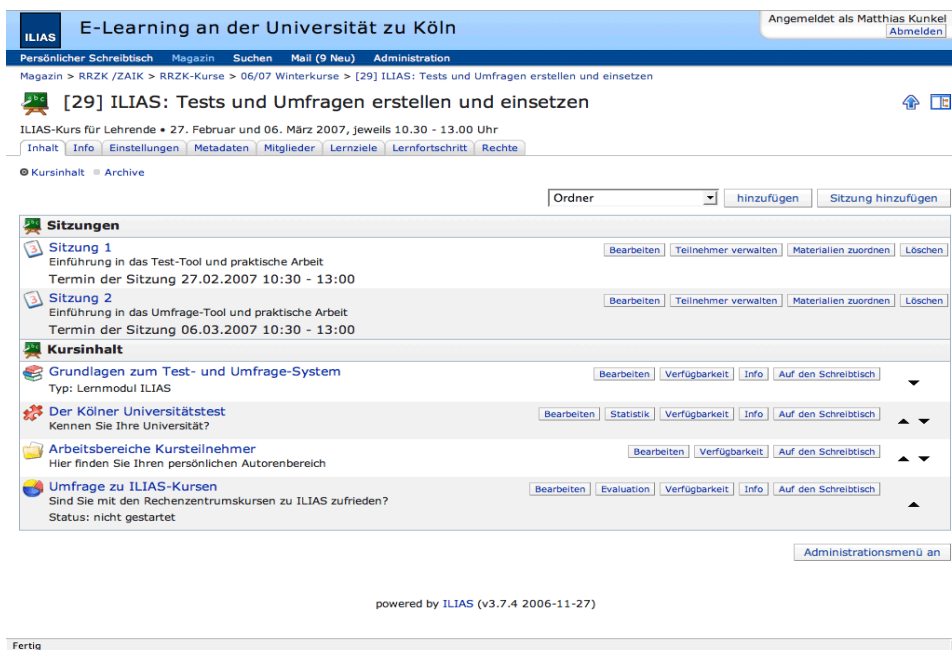 ILIAS
E-Learning an der Universität zu Köln
Angemeldet als Matthias Kunkel
Abmelden
Persönlicher Schreibtisch Magazin Suchen Mail (9 Neu) Administration
Magazin > RRZK /ZAIK > RRZK-Kurse > 06/07 Winterkurse > [29] ILIAS: Tests und Umfragen erstellen und einsetzen
[29] ILIAS: Tests und Umfragen erstellen und einsetzen
ILIAS-Kurs für Lehrende • 27. Februar und 06. März 2007, jeweils 10.30 - 13.00 Uhr
Inhalt Info Einstellungen Metadaten Mitglieder Lernziele Lernfortschritt Rechte
Kursinhalt Archive
Ordner hinzufügen Sitzung hinzufügen
Sitzungen
Sitzung 1 Bearbeiten Teilnehmer verwalten Materialien zuordnen Löschen
Einführung in das Test-Tool und praktische Arbeit
Termin der Sitzung 27.02.2007 10:30 - 13:00
Sitzung 2 Bearbeiten Teilnehmer verwalten Materialien zuordnen Löschen
Einführung in das Umfrage-Tool und praktische Arbeit
Termin der Sitzung 06.03.2007 10:30 - 13:00
Kursinhalt
Grundlagen zum Test- und Umfrage-System Bearbeiten Verfügbarkeit Info Auf den Schreibtisch
Typ: Lernmodul ILIAS
Der Kölner Universitätstest Bearbeiten Statistik Verfügbarkeit Info Auf den Schreibtisch
Kennen Sie Ihre Universität?
Arbeitsbereiche Kursteilnehmer Bearbeiten Verfügbarkeit Auf den Schreibtisch
Hier finden Sie Ihren persönlichen Autorenbereich
Umfrage zu ILIAS-Kursen Bearbeiten Evaluation Verfügbarkeit Info Auf den Schreibtisch
Sind Sie mit den Rechenzentrumskursen zu ILIAS zufrieden?
Status: nicht gestartet
Administrationsmenü an
powered by ILIAS (v3.7.4 2006-11-27)
Fertig